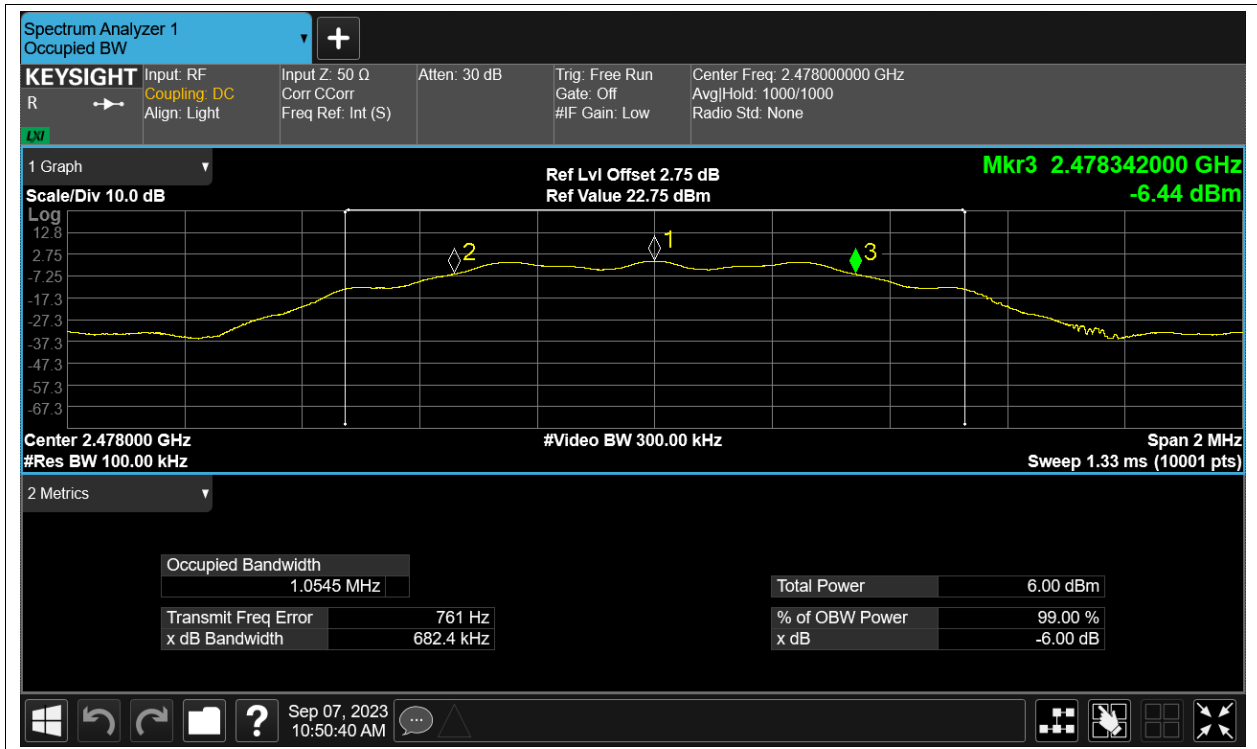 Spectrum Analyzer 1
Occupied BW
KEYSIGHT
R
LXI
Input: RF
Coupling: DC
Align: Light
Input Z: 50 Ω
Corr CCorr
Freq Ref: Int (S)
Atten: 30 dB
Trig: Free Run
Gate: Off
#IF Gain: Low
Center Freq: 2.478000000 GHz
Avg|Hold: 1000/1000
Radio Std: None
1 Graph
Scale/Div 10.0 dB
Ref Lvl Offset 2.75 dB
Ref Value 22.75 dBm
Mkr3 2.478342000 GHz
-6.44 dBm
Log
12.8
2.75
-7.25
-17.3
-27.3
-37.3
-47.3
-57.3
-67.3
2
1
3
Center 2.478000 GHz
#Video BW 300.00 kHz
Span 2 MHz
#Res BW 100.00 kHz
Sweep 1.33 ms (10001 pts)
2 Metrics
Occupied Bandwidth
1.0545 MHz
Transmit Freq Error 761 Hz
x dB Bandwidth 682.4 kHz
Total Power 6.00 dBm
% of OBW Power 99.00 %
x dB -6.00 dB
?
Sep 07, 2023
10:50:40 AM